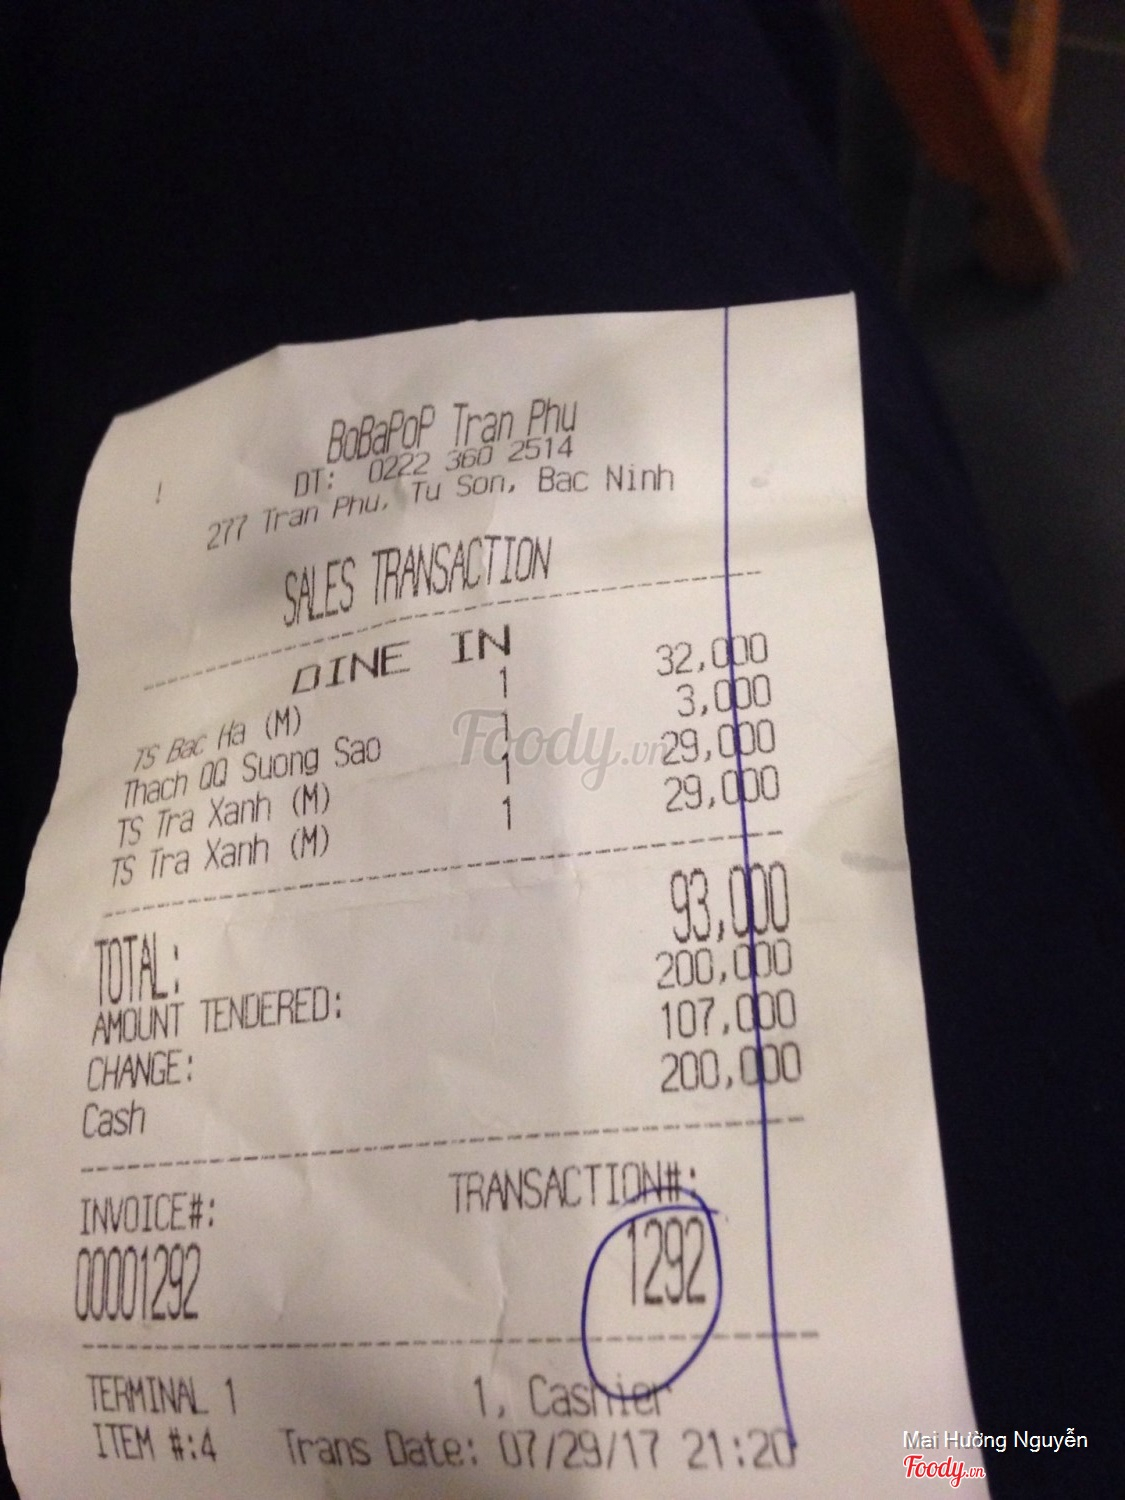 BoBaPoP Tran Phu
DT: 0222 360 2514
277 Tran Phu, Tu Son, Bac Ninh
SALES TRANSACTION
DINE IN
TS Bac Ha (M) 1 32,000
Thach QQ Suong Sao 1 3,000
TS Tra Xanh (M) 1 29,000
TS Tra Xanh (M) 1 29,000
TOTAL: 93,000
AMOUNT TENDERED: 200,000
CHANGE: 107,000
Cash 200,000
INVOICE#: TRANSACTION#:
00001292 1292
TERMINAL 1 1, Cashier
ITEM #:4 Trans Date: 07/29/17 21:20
Foody.vn
Mai Hường Nguyễn
Foody.vn